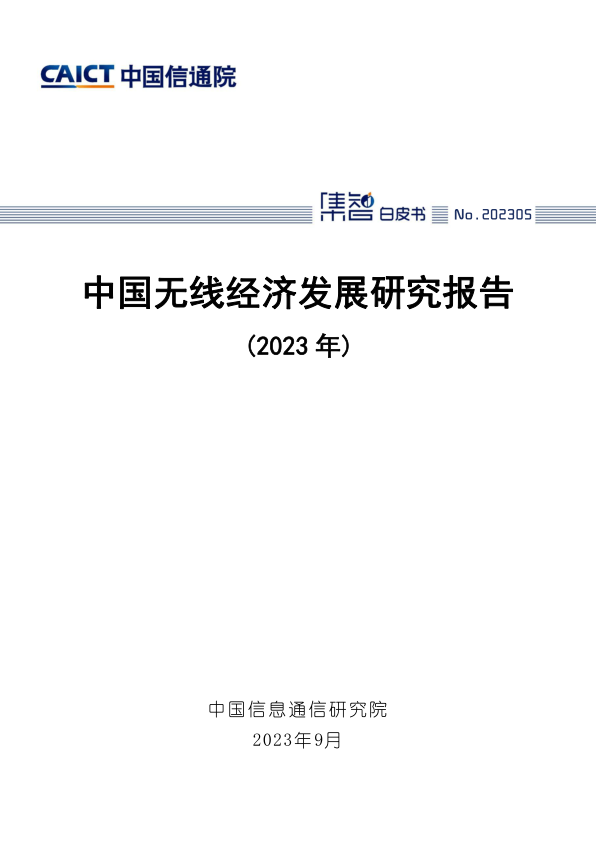 CAICT 中国信通院
集智白皮书 No.202305
中国无线经济发展研究报告
(2023 年)
中国信息通信研究院
2023年9月